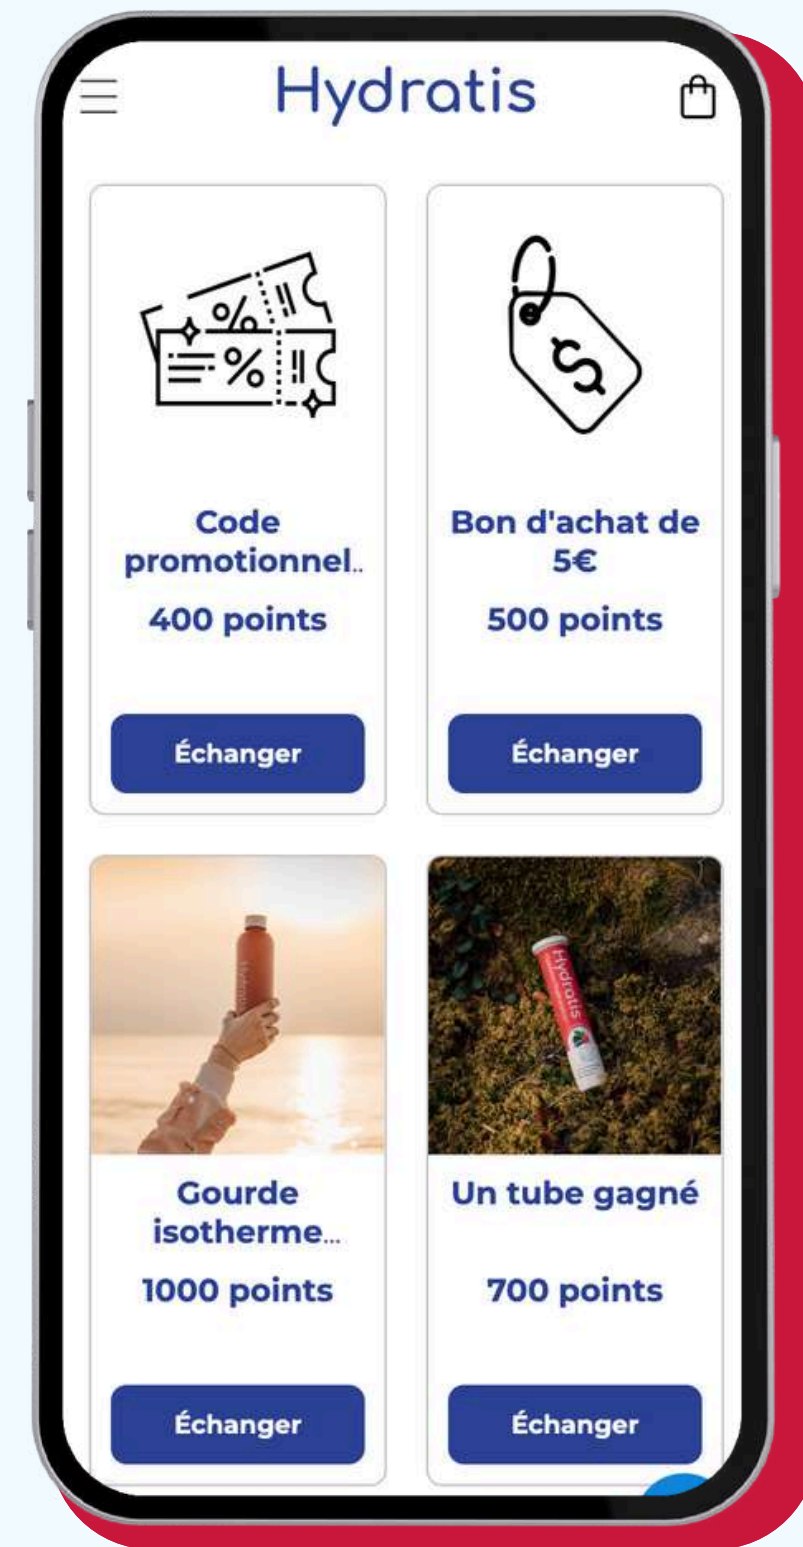 Hydratis
Code
promotionnel..
400 points
Échanger
Bon d'achat de
5€
500 points
Échanger
Gourde
isotherme...
1000 points
Échanger
Hydratis
Un tube gagné
700 points
Échanger